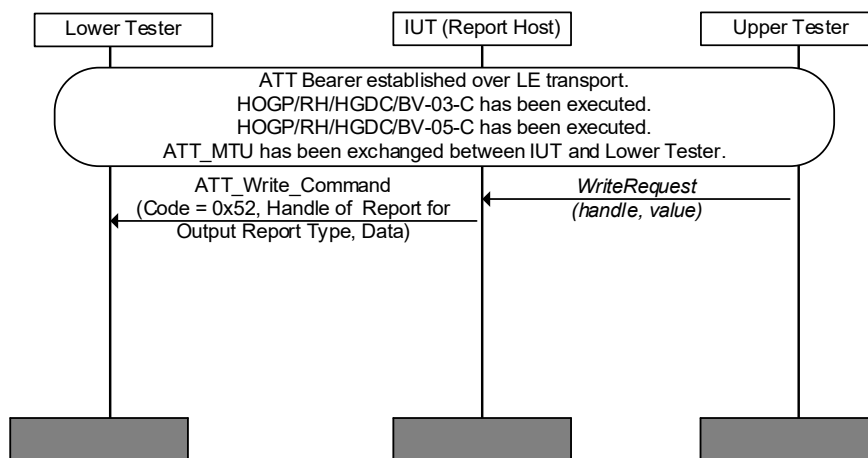 Lower Tester
IUT (Report Host)
Upper Tester
ATT Bearer established over LE transport.
HOGP/RH/HGDC/BV-03-C has been executed.
HOGP/RH/HGDC/BV-05-C has been executed.
ATT_MTU has been exchanged between IUT and Lower Tester.
ATT_Write_Command
(Code = 0x52, Handle of Report for
Output Report Type, Data)
WriteRequest
(handle, value)